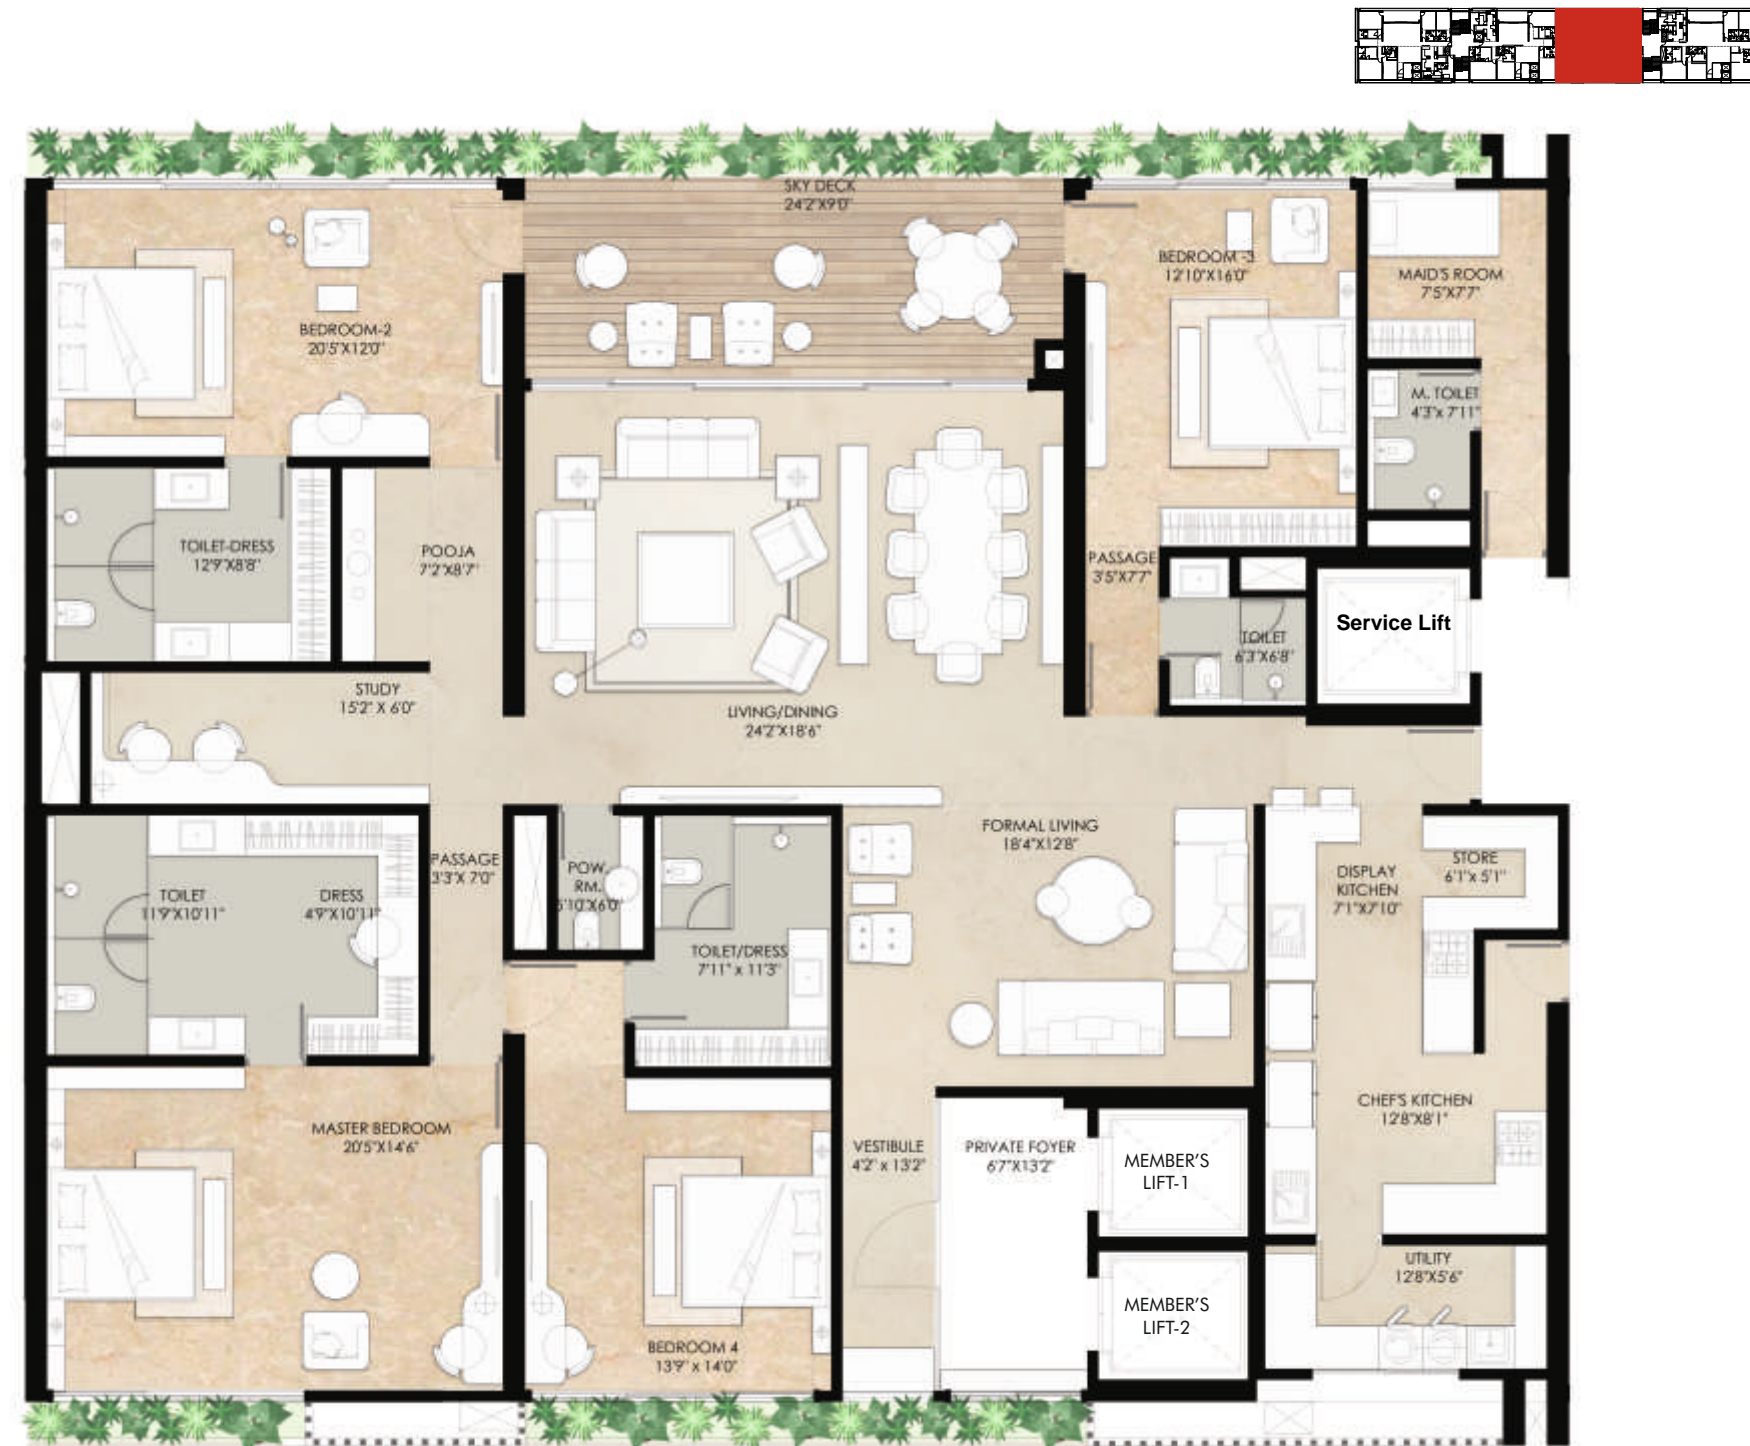 SKY DECK
24'2"X9'0"
BEDROOM-2
20'5"X12'0"
BEDROOM -3
12'10"X16'0"
MAID'S ROOM
7'5"X7'7"
M. TOILET
4'3"x 7'11"
TOILET-DRESS
12'9"X8'8"
POOJA
7'2"X8'7"
PASSAGE
3'5"X7'7"
Service Lift
TOILET
6'3"X6'8"
STUDY
15'2" X 6'0"
LIVING/DINING
24'2"X18'6"
FORMAL LIVING
18'4"X12'8"
PASSAGE
3'3"X 7'0"
POW.
RM.
5'10"X6'0"
DISPLAY
KITCHEN
7'1"X7'10"
STORE
6'1"x 5'1"
TOILET
11'9"X10'11"
DRESS
4'9"X10'11"
TOILET/DRESS
7'11" x 11'3"
MASTER BEDROOM
20'5"X14'6"
CHEF'S KITCHEN
12'8"X8'1"
VESTIBULE
4'2" x 13'2"
PRIVATE FOYER
6'7"X13'2"
MEMBER'S
LIFT-1
UTILITY
12'8"X5'6"
MEMBER'S
LIFT-2
BEDROOM 4
13'9" x 14'0"